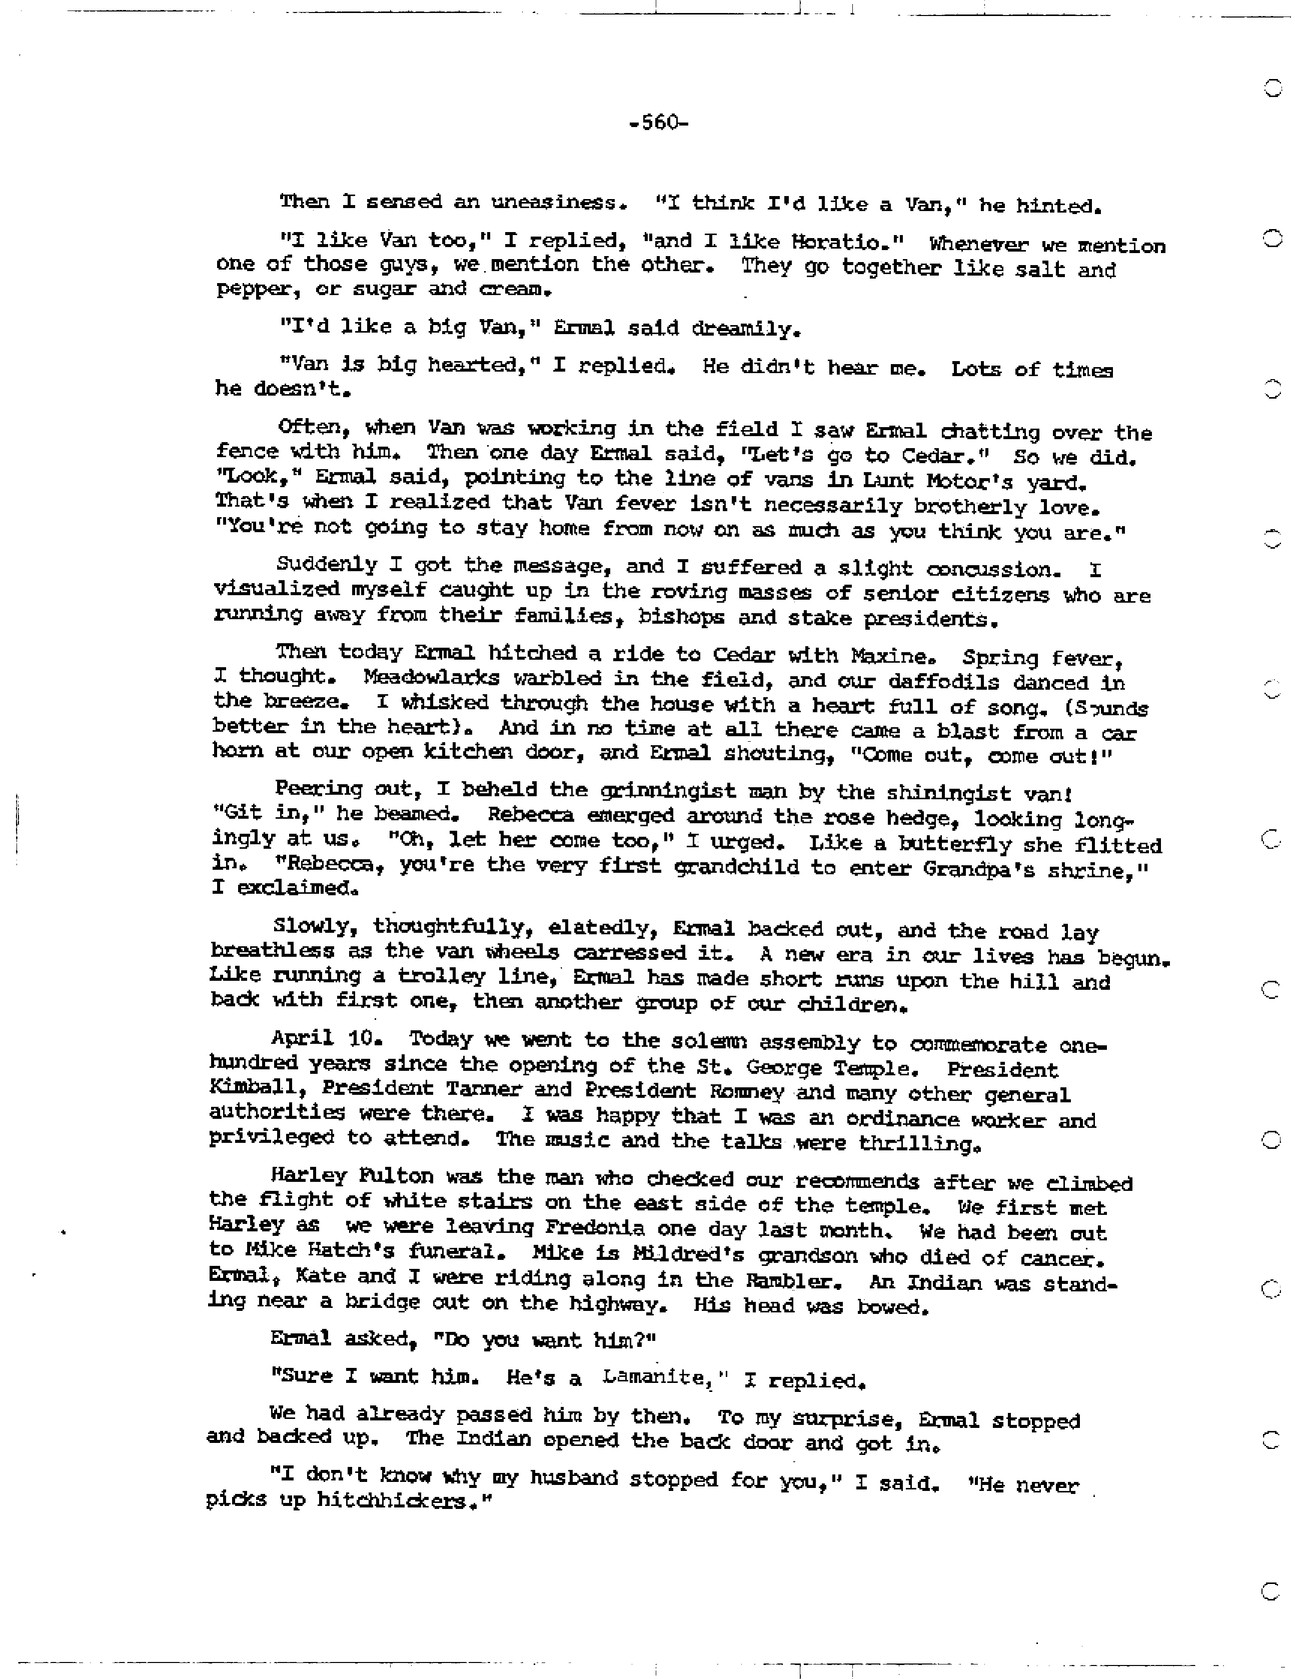 -560-
Then I sensed an uneasiness. "I think I'd like a Van," he hinted.
"I like Van too," I replied, "and I like Horatio." Whenever we mention
one of those guys, we mention the other. They go together like salt and
pepper, or sugar and cream.
"I'd like a big Van," Ermal said dreamily.
"Van is big hearted," I replied. He didn't hear me. Lots of times
he doesn't.
Often, when Van was working in the field I saw Ermal chatting over the
fence with him. Then one day Ermal said, "Let's go to Cedar." So we did.
"Look," Ermal said, pointing to the line of vans in Lunt Motor's yard.
That's when I realized that Van fever isn't necessarily brotherly love.
"You're not going to stay home from now on as much as you think you are."
Suddenly I got the message, and I suffered a slight concussion. I
visualized myself caught up in the roving masses of senior citizens who are
running away from their families, bishops and stake presidents.
Then today Ermal hitched a ride to Cedar with Maxine. Spring fever,
I thought. Meadowlarks warbled in the field, and our daffodils danced in
the breeze. I whisked through the house with a heart full of song. (Sounds
better in the heart). And in no time at all there came a blast from a car
horn at our open kitchen door, and Ermal shouting, "Come out, come out!"
Peering out, I beheld the grinningist man by the shiningist van!
"Git in," he beamed. Rebecca emerged around the rose hedge, looking long-
ingly at us. "Oh, let her come too," I urged. Like a butterfly she flitted
in. "Rebecca, you're the very first grandchild to enter Grandpa's shrine,"
I exclaimed.
Slowly, thoughtfully, elatedly, Ermal backed out, and the road lay
breathless as the van wheels carressed it. A new era in our lives has begun.
Like running a trolley line, Ermal has made short runs upon the hill and
back with first one, then another group of our children.
April 10. Today we went to the solemn assembly to commemorate one-
hundred years since the opening of the St. George Temple. President
Kimball, President Tanner and President Romney and many other general
authorities were there. I was happy that I was an ordinance worker and
privileged to attend. The music and the talks were thrilling.
Harley Fulton was the man who checked our recommends after we climbed
the flight of white stairs on the east side of the temple. We first met
Harley as we were leaving Fredonia one day last month. We had been out
to Mike Hatch's funeral. Mike is Mildred's grandson who died of cancer.
Ermal, Kate and I were riding along in the Rambler. An Indian was stand-
ing near a bridge out on the highway. His head was bowed.
Ermal asked, "Do you want him?"
"Sure I want him. He's a Lamanite," I replied.
We had already passed him by then. To my surprise, Ermal stopped
and backed up. The Indian opened the back door and got in.
"I don't know why my husband stopped for you," I said. "He never
picks up hitchhickers."